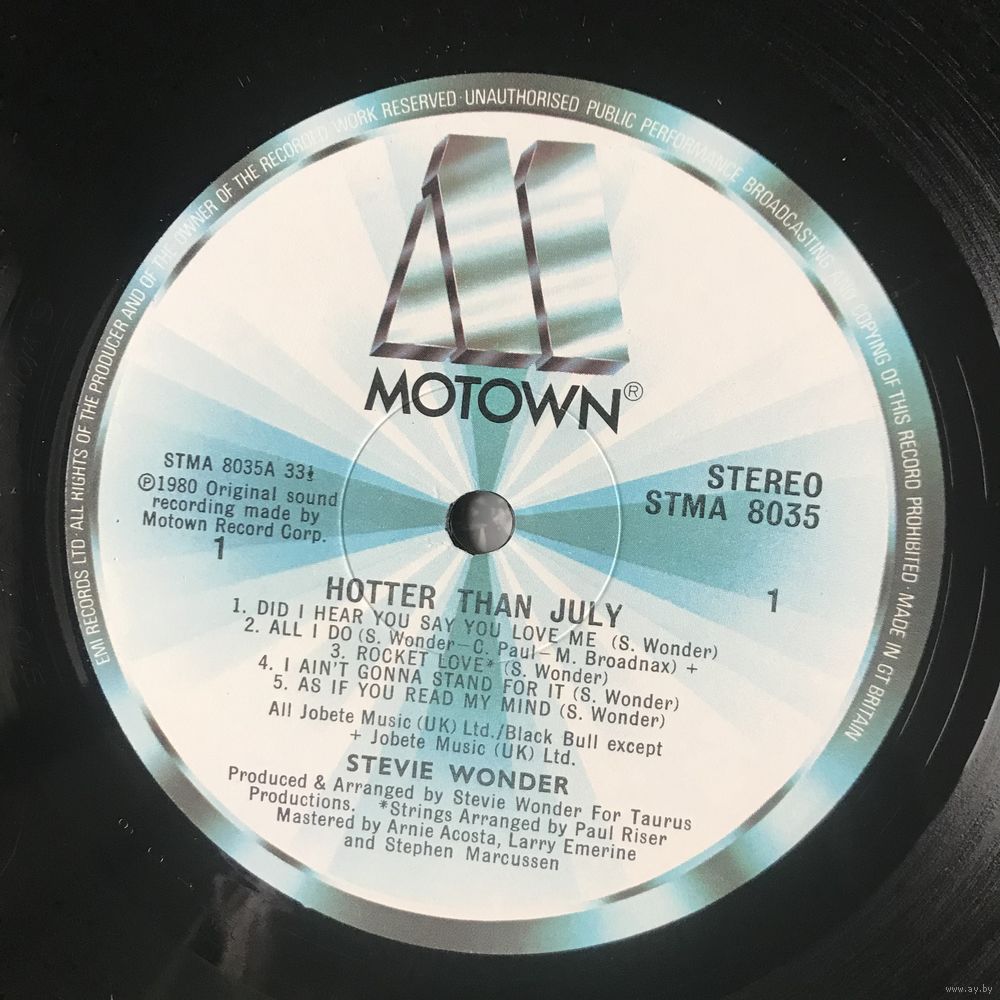 EMI RECORDS LTD · ALL RIGHTS OF THE PRODUCER AND OF THE OWNER OF THE RECORDED WORK RESERVED · UNAUTHORISED PUBLIC PERFORMANCE BROADCASTING AND COPYING OF THIS RECORD PROHIBITED · MADE IN GT BRITAIN
MOTOWN®
STMA 8035A 33⅓
℗1980 Original sound
recording made by
Motown Record Corp.
1
STEREO
STMA 8035
1
HOTTER THAN JULY
1. DID I HEAR YOU SAY YOU LOVE ME (S. Wonder)
2. ALL I DO (S. Wonder—C. Paul—M. Broadnax) +
3. ROCKET LOVE* (S. Wonder)
4. I AIN'T GONNA STAND FOR IT (S. Wonder)
5. AS IF YOU READ MY MIND (S. Wonder)
All Jobete Music (UK) Ltd./Black Bull except
+ Jobete Music (UK) Ltd.
STEVIE WONDER
Produced & Arranged by Stevie Wonder For Taurus
Productions. *Strings Arranged by Paul Riser
Mastered by Arnie Acosta, Larry Emerine
and Stephen Marcussen
www.ay.by